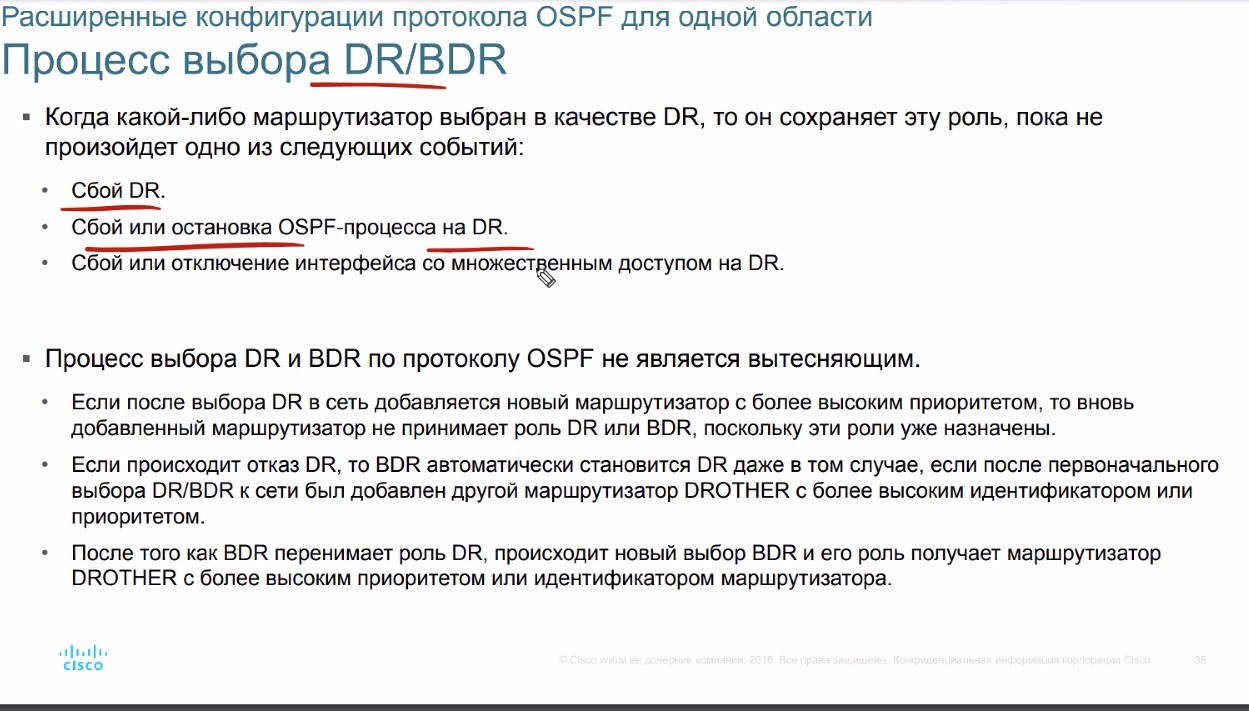 Расширенные конфигурации протокола OSPF для одной области
Процесс выбора DR/BDR
▪ Когда какой-либо маршрутизатор выбран в качестве DR, то он сохраняет эту роль, пока не
произойдет одно из следующих событий:
• Сбой DR.
• Сбой или остановка OSPF-процесса на DR.
• Сбой или отключение интерфейса со множественным доступом на DR.
▪ Процесс выбора DR и BDR по протоколу OSPF не является вытесняющим.
• Если после выбора DR в сеть добавляется новый маршрутизатор с более высоким приоритетом, то вновь
добавленный маршрутизатор не принимает роль DR или BDR, поскольку эти роли уже назначены.
• Если происходит отказ DR, то BDR автоматически становится DR даже в том случае, если после первоначального
выбора DR/BDR к сети был добавлен другой маршрутизатор DROTHER с более высоким идентификатором или
приоритетом.
• После того как BDR перенимает роль DR, происходит новый выбор BDR и его роль получает маршрутизатор
DROTHER с более высоким приоритетом или идентификатором маршрутизатора.
CISCO
© Cisco и/или ее дочерние компании, 2016. Все права защищены. Конфиденциальная информация корпорации Cisco
36